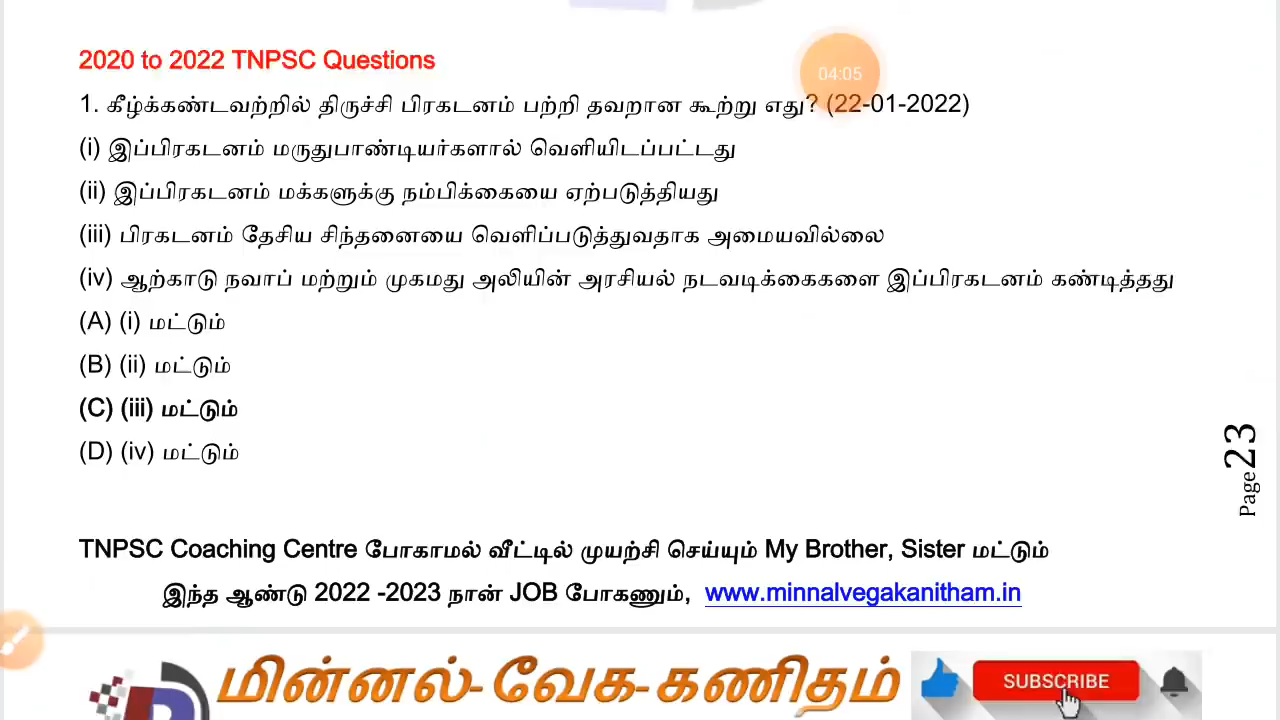 04:05
2020 to 2022 TNPSC Questions
1. கீழ்க்கண்டவற்றில் திருச்சி பிரகடனம் பற்றி தவறான கூற்று எது? (22-01-2022)
(i) இப்பிரகடனம் மருதுபாண்டியர்களால் வெளியிடப்பட்டது
(ii) இப்பிரகடனம் மக்களுக்கு நம்பிக்கையை ஏற்படுத்தியது
(iii) பிரகடனம் தேசிய சிந்தனையை வெளிப்படுத்துவதாக அமையவில்லை
(iv) ஆற்காடு நவாப் மற்றும் முகமது அலியின் அரசியல் நடவடிக்கைகளை இப்பிரகடனம் கண்டித்தது
(A) (i) மட்டும்
(B) (ii) மட்டும்
(C) (iii) மட்டும்
(D) (iv) மட்டும்
Page 23
TNPSC Coaching Centre போகாமல் வீட்டில் முயற்சி செய்யும் My Brother, Sister மட்டும்
இந்த ஆண்டு 2022 -2023 நான் JOB போகணும், www.minnalvegakanitham.in
மின்னல்-வேக-கணிதம்
SUBSCRIBE